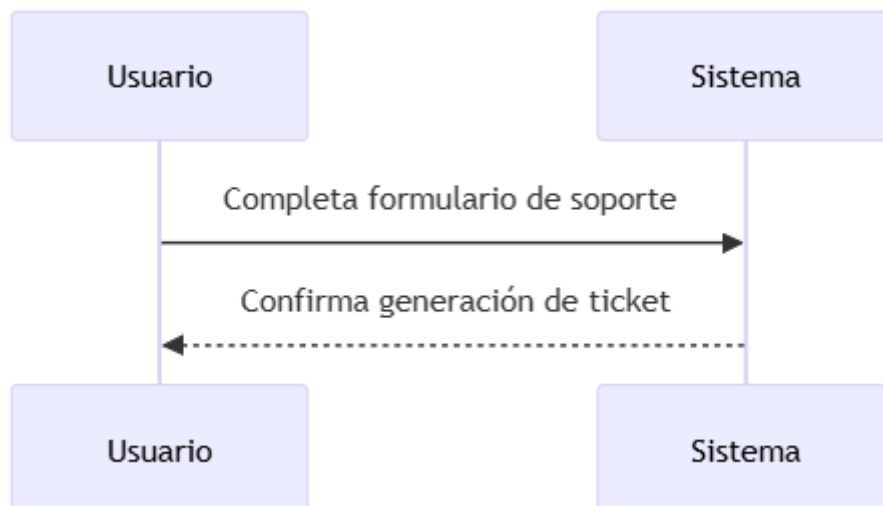 Usuario
Sistema
Completa formulario de soporte
Confirma generación de ticket
Usuario
Sistema